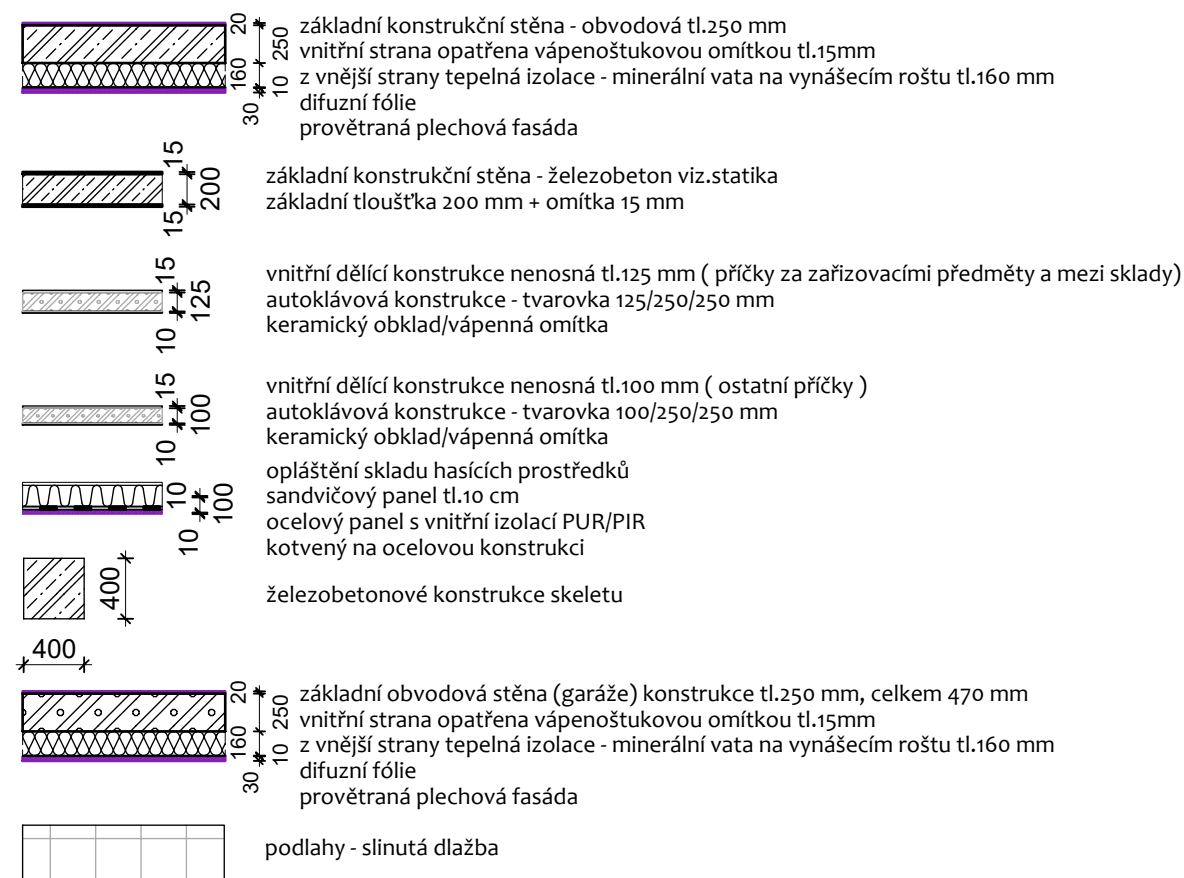 20
250
160
10
30
základní konstrukční stěna - obvodová tl.250 mm
vnitřní strana opatřena vápenoštukovou omítkou tl.15mm
z vnější strany tepelná izolace - minerální vata na vynášecím roštu tl.160 mm
difuzní fólie
provětraná plechová fasáda
15
200
15
základní konstrukční stěna - železobeton viz.statika
základní tloušťka 200 mm + omítka 15 mm
15
125
10
vnitřní dělící konstrukce nenosná tl.125 mm ( příčky za zařizovacími předměty a mezi sklady)
autoklávová konstrukce - tvarovka 125/250/250 mm
keramický obklad/vápenná omítka
15
100
10
vnitřní dělící konstrukce nenosná tl.100 mm ( ostatní příčky )
autoklávová konstrukce - tvarovka 100/250/250 mm
keramický obklad/vápenná omítka
10
100
10
opláštění skladu hasících prostředků
sandvičový panel tl.10 cm
ocelový panel s vnitřní izolací PUR/PIR
kotvený na ocelovou konstrukci
400
400
železobetonové konstrukce skeletu
20
250
160
10
30
základní obvodová stěna (garáže) konstrukce tl.250 mm, celkem 470 mm
vnitřní strana opatřena vápenoštukovou omítkou tl.15mm
z vnější strany tepelná izolace - minerální vata na vynášecím roštu tl.160 mm
difuzní fólie
provětraná plechová fasáda
podlahy - slinutá dlažba